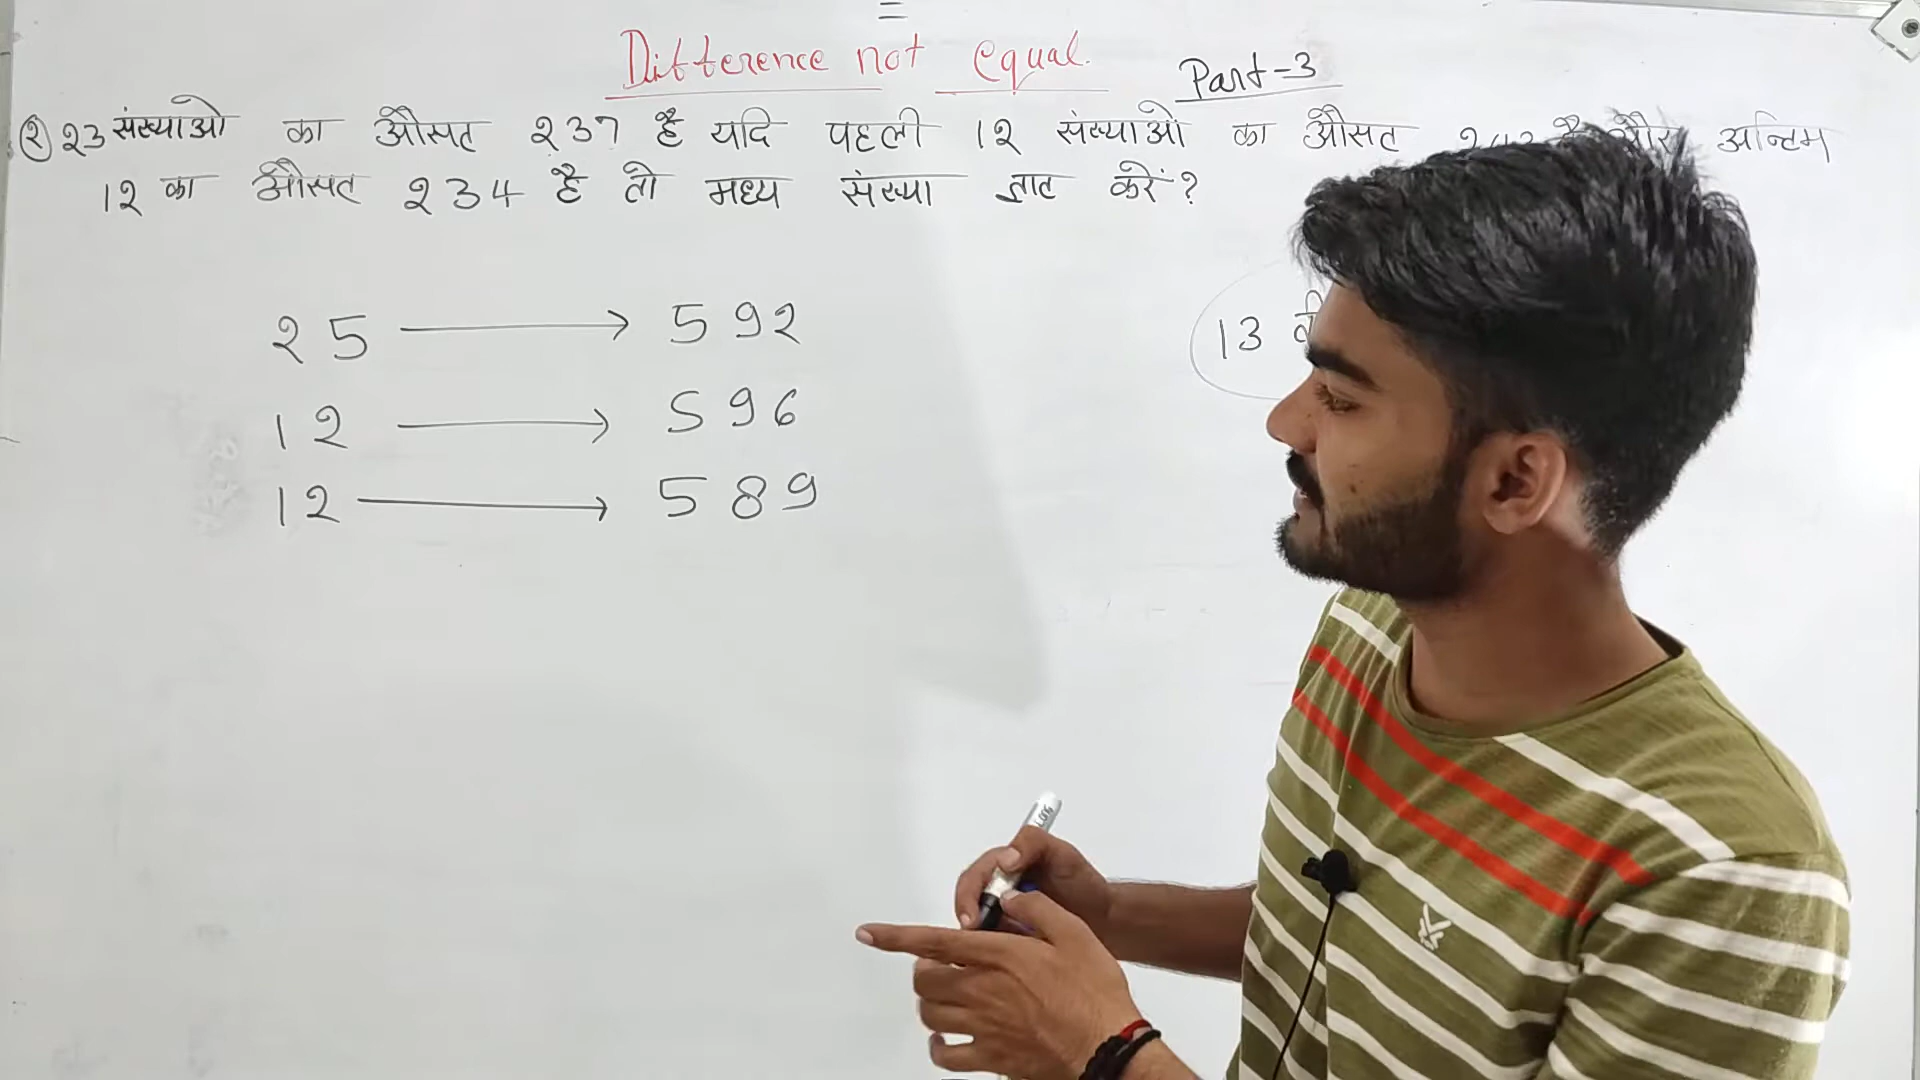 Difference not equal.
Part-3
② 23 संख्याओ का औसत 237 है यदि पहली 12 संख्याओ का औसत है और अन्तिम
12 का औसत 234 है तो मध्य संख्या ज्ञात करें ?
25 → 592
12 → 596
12 → 589
13